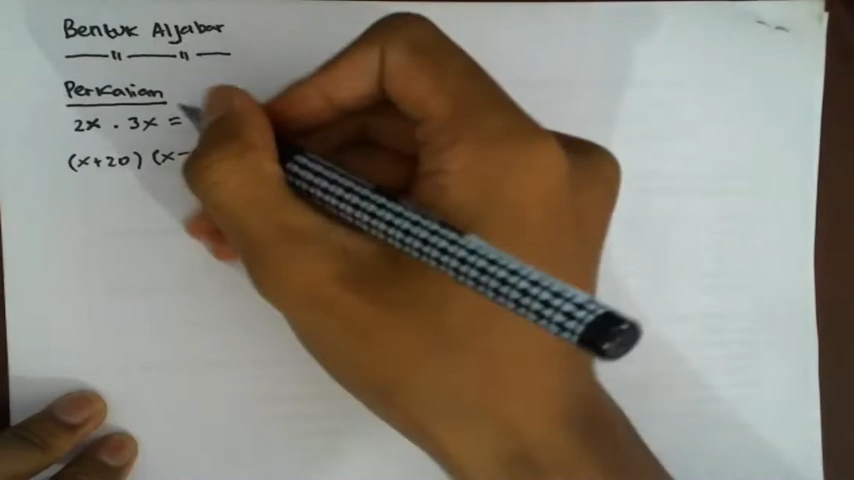 Bentuk Aljabar
Perkalian
2x . 3x =
(x+20) (x-